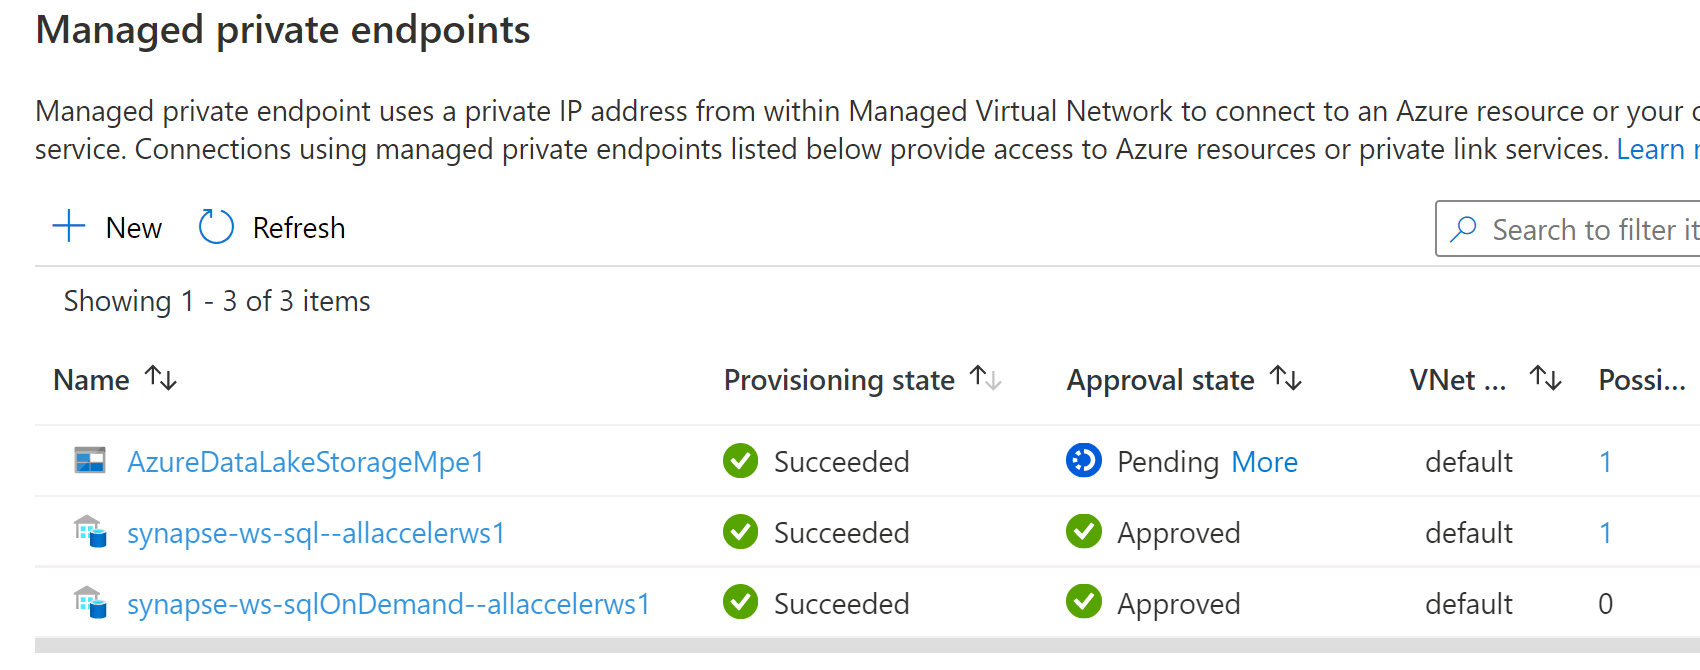 Managed private endpoints
Managed private endpoint uses a private IP address from within Managed Virtual Network to connect to an Azure resource or your
service. Connections using managed private endpoints listed below provide access to Azure resources or private link services. Learn
New Refresh Search to filter
Showing 1 - 3 of 3 items
Name Provisioning state Approval state VNet ... Possi...
AzureDataLakeStorageMpe1 Succeeded Pending More default 1
synapse-ws-sql--allaccelerws1 Succeeded Approved default 1
synapse-ws-sqlOnDemand--allaccelerws1 Succeeded Approved default 0